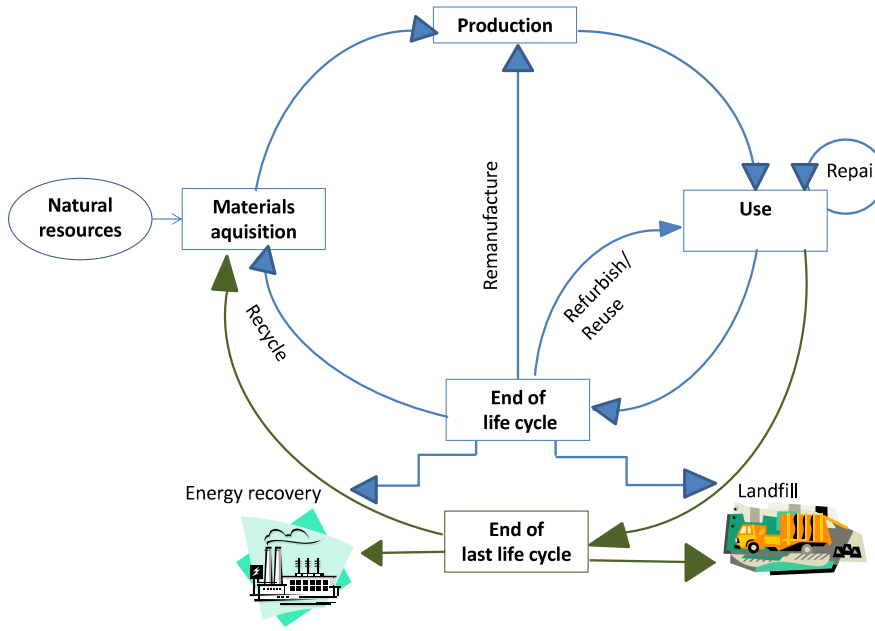 Production
Repai
Natural
resources
Materials
aquisition
Use
Remanufacture
Refurbish/
Reuse
Recycle
End of
life cycle
Energy recovery
Landfill
End of
last life cycle